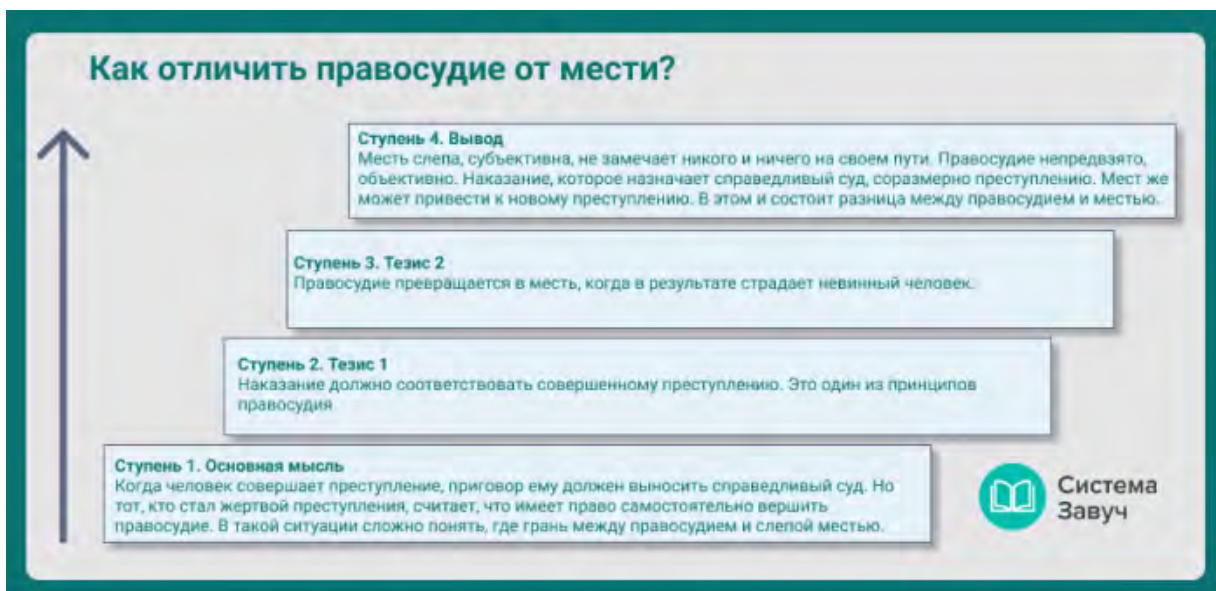 Как отличить правосудие от мести?
Ступень 4. Вывод
Месть слепа, субъективна, не замечает никого и ничего на своем пути. Правосудие непредвзято,
объективно. Наказание, которое назначает справедливый суд, соразмерно преступлению. Мест же
может привести к новому преступлению. В этом и состоит разница между правосудием и местью.
Ступень 3. Тезис 2
Правосудие превращается в месть, когда в результате страдает невинный человек.
Ступень 2. Тезис 1
Наказание должно соответствовать совершенному преступлению. Это один из принципов
правосудия
Ступень 1. Основная мысль
Когда человек совершает преступление, приговор ему должен выносить справедливый суд. Но
тот, кто стал жертвой преступления, считает, что имеет право самостоятельно вершить
правосудие. В такой ситуации сложно понять, где грань между правосудием и слепой местью.
Система
Завуч